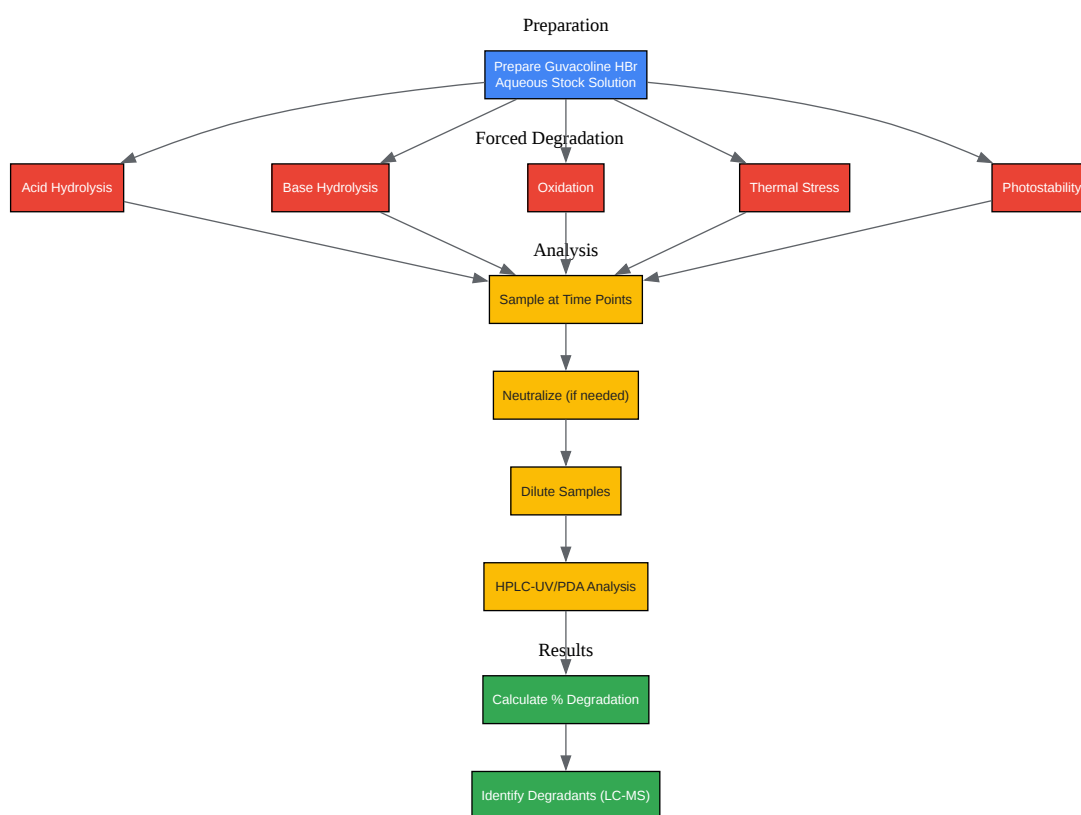 Preparation
Prepare Guvacoline HBr
Aqueous Stock Solution
Forced Degradation
Acid Hydrolysis
Base Hydrolysis
Oxidation
Thermal Stress
Photostability
Analysis
Sample at Time Points
Neutralize (if needed)
Dilute Samples
HPLC-UV/PDA Analysis
Results
Calculate % Degradation
Identify Degradants (LC-MS)